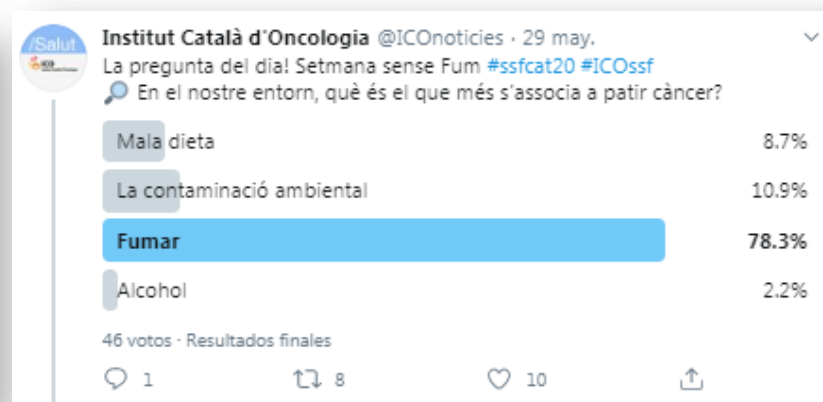 /Salut
ICO
Institut Català d'Oncologia @ICOnoticies · 29 may.
La pregunta del dia! Setmana sense Fum #ssfcat20 #ICOssf
🔎 En el nostre entorn, què és el que més s'associa a patir càncer?
Mala dieta 8.7%
La contaminació ambiental 10.9%
Fumar 78.3%
Alcohol 2.2%
46 votos · Resultados finales
1 8 10